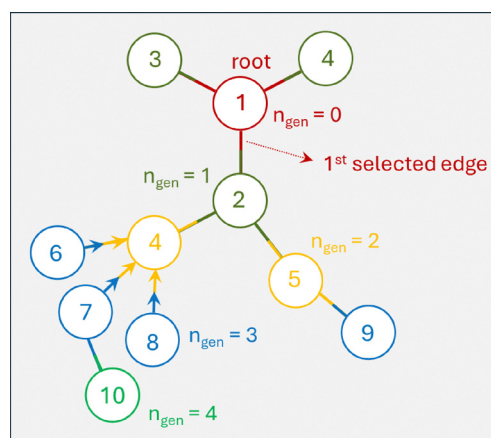 3
root
4
1
n_gen = 0
1st selected edge
n_gen = 1
2
4
n_gen = 2
6
5
7
8
n_gen = 3
9
10
n_gen = 4